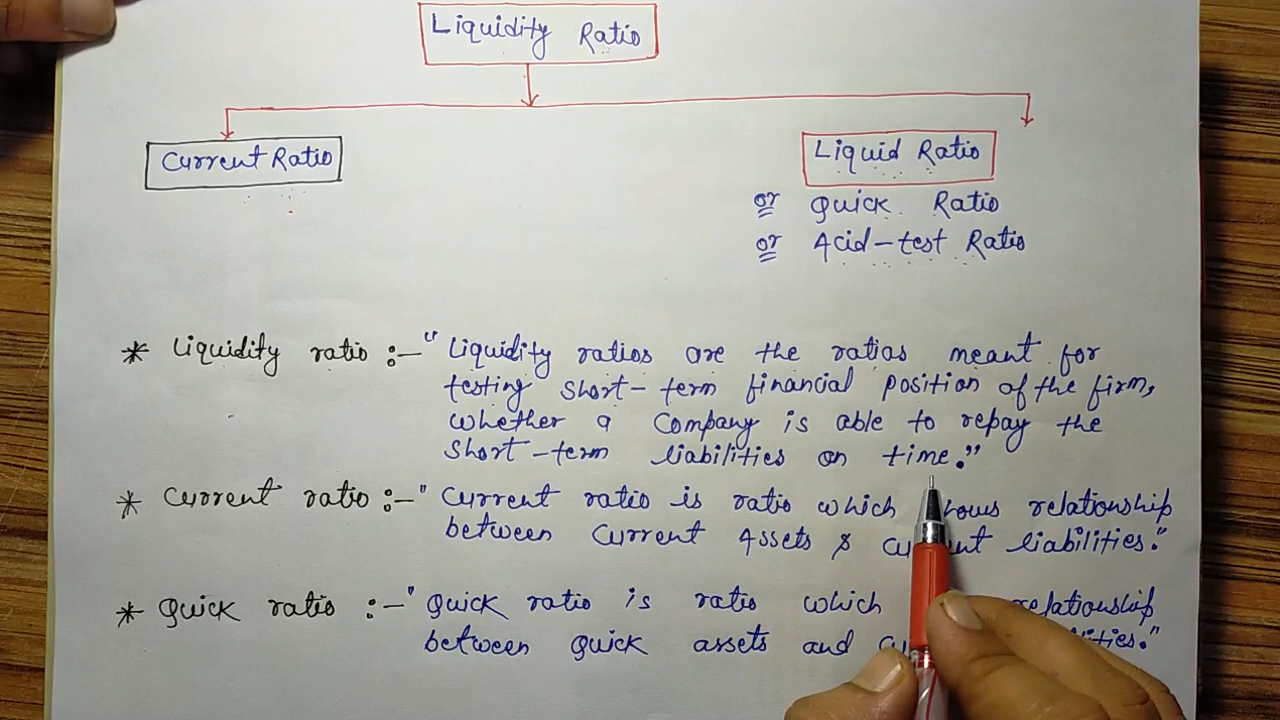 Liquidity Ratio
Current Ratio
Liquid Ratio
or Quick Ratio
or Acid-test Ratio
* Liquidity ratio :- "Liquidity ratios are the ratios meant for
testing short-term financial position of the firm,
whether a company is able to repay the
short-term liabilities on time."
* Current ratio :- "Current ratio is ratio which relationship
between Current Assets & liabilities."
* Quick ratio :- "Quick ratio is ratio which relationship
between Quick assets and